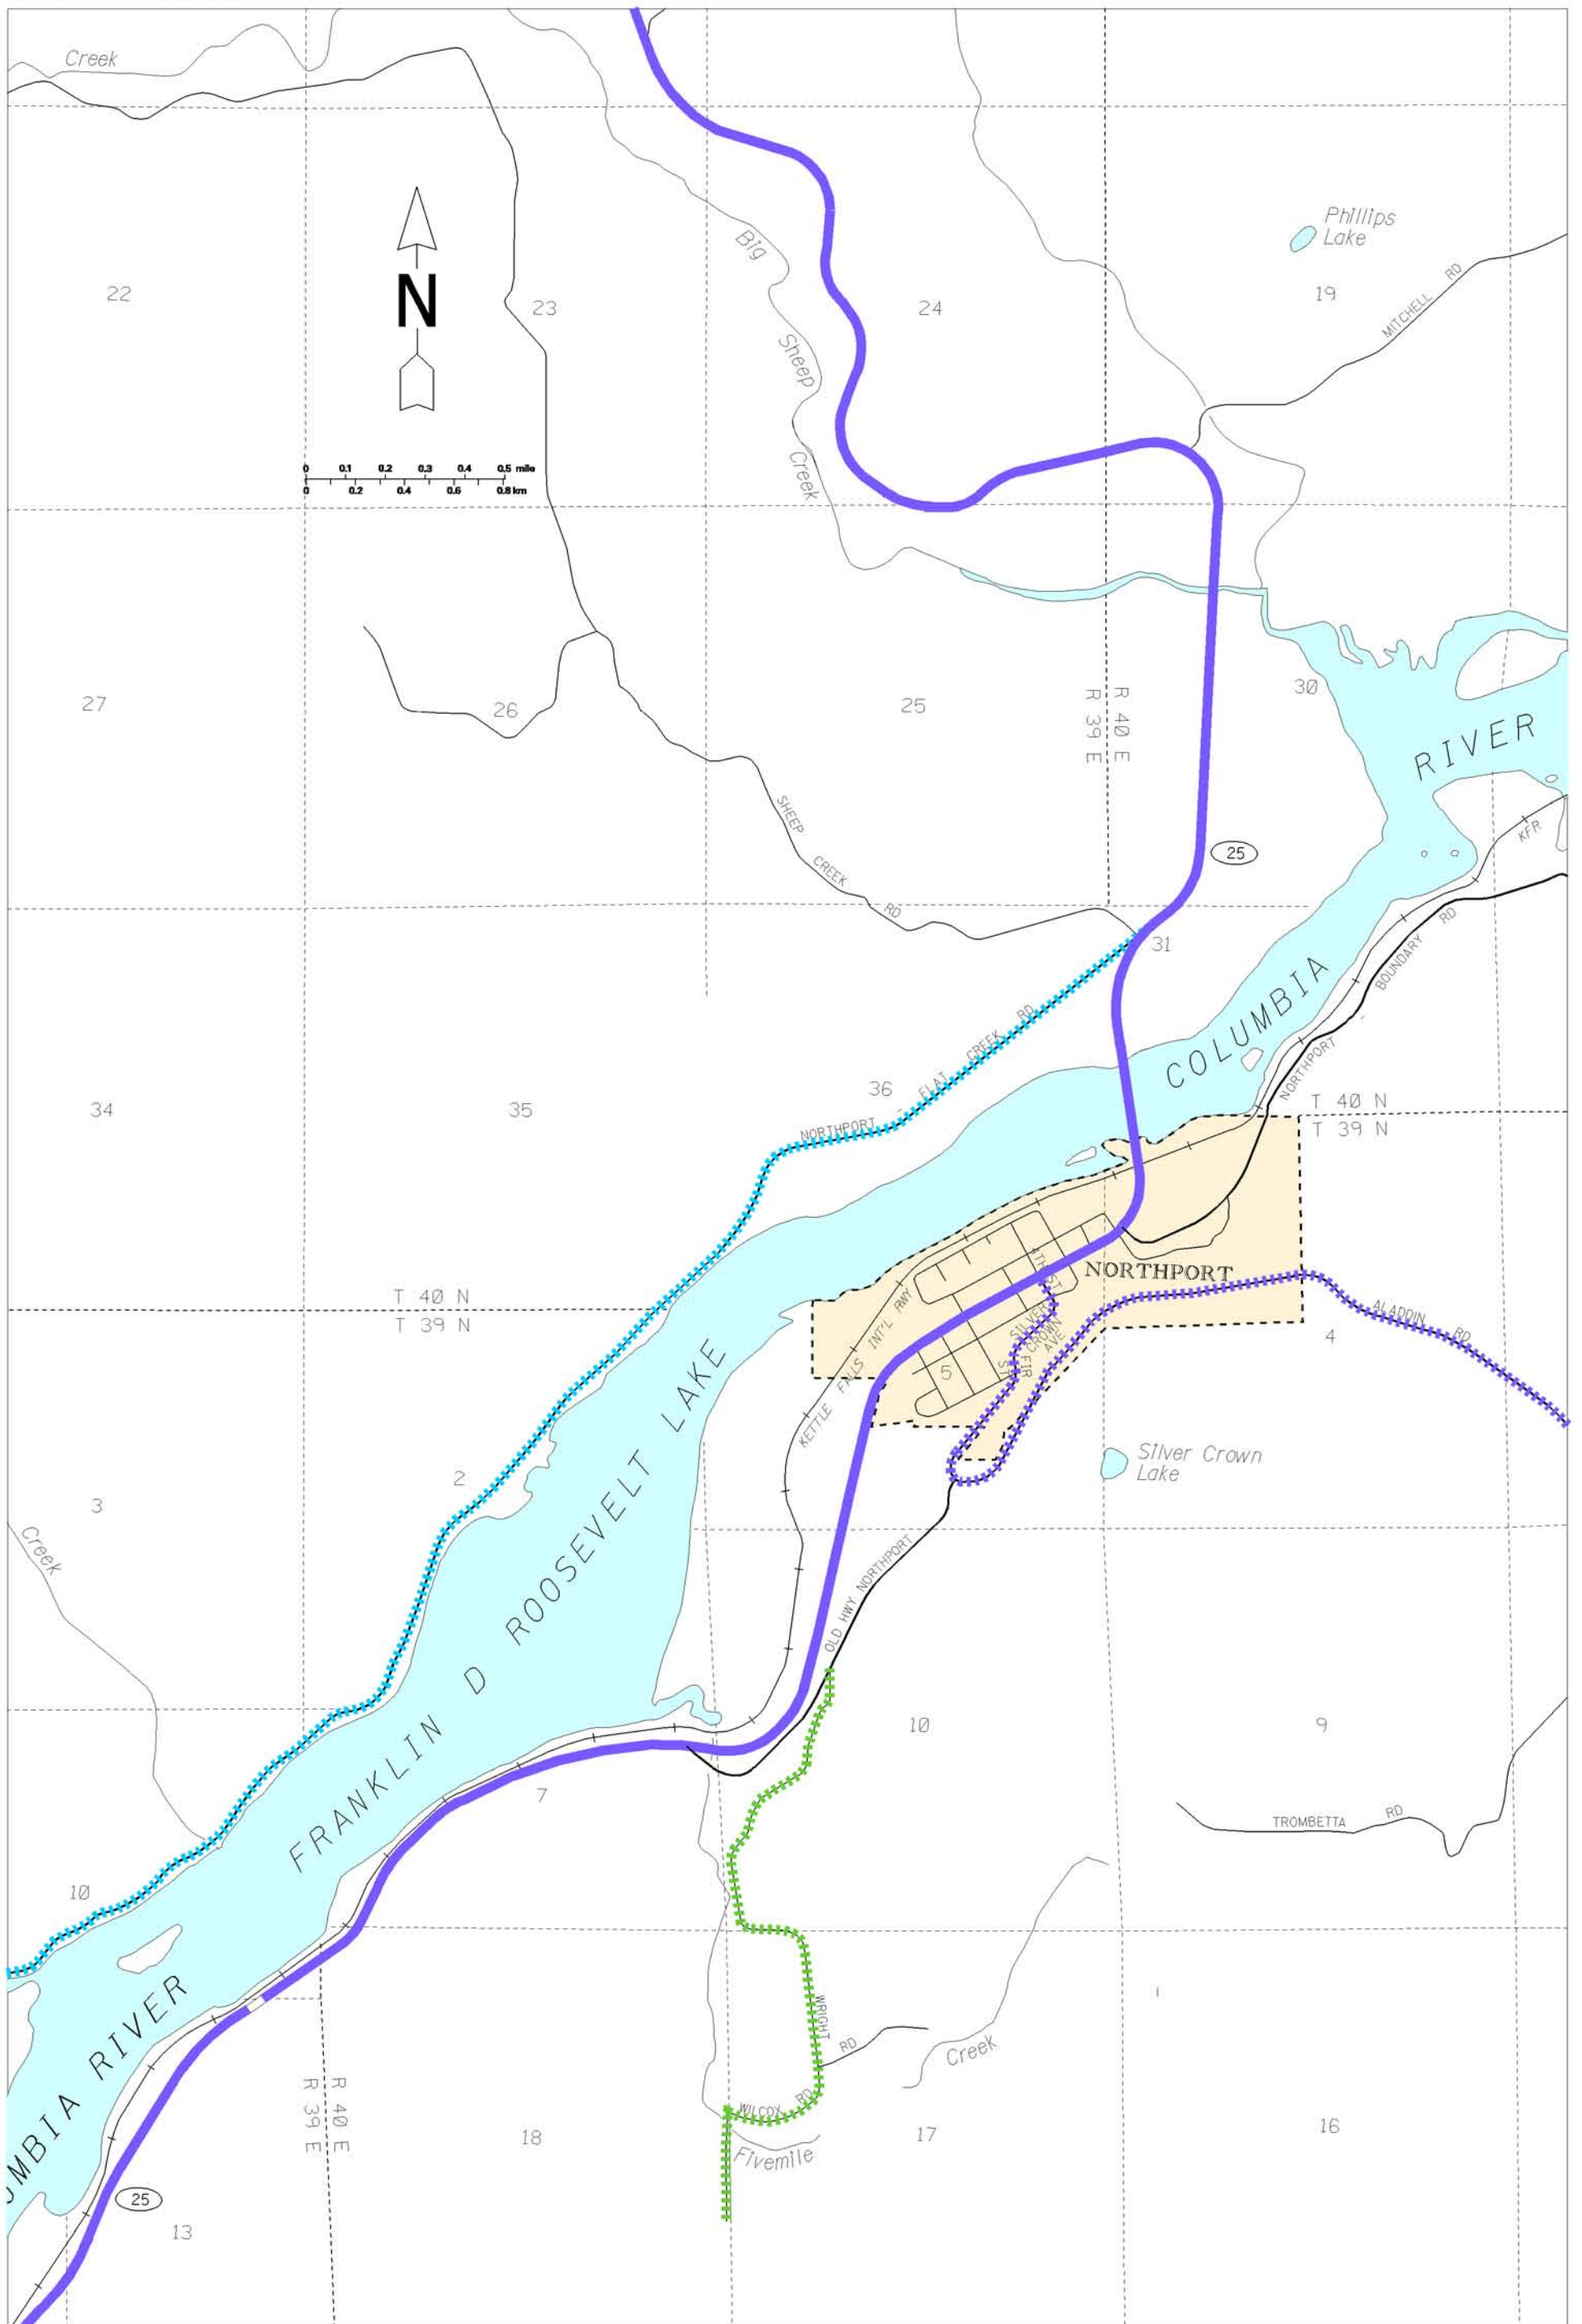 Creek
Phillips
Lake
22
23
24
19
Big
Sheep
Creek
MITCHELL RD
N
0 0.1 0.2 0.3 0.4 0.5 mile
0 0.2 0.4 0.6 0.8 km
27
26
25
30
R 40 E
R 39 E
RIVER
SHEEP CREEK RD
25
KFR
31
NORTHPORT BOUNDARY RD
COLUMBIA
NORTHPORT FLAT CREEK RD
34
35
36
T 40 N
T 39 N
NORTHPORT
4TH ST
SILVER
CROWN
AVE
FIR
ST
T 40 N
T 39 N
KETTLE FALLS INT'L RWY
ALADDIN RD
5
4
Silver Crown
Lake
3
2
Creek
FRANKLIN D ROOSEVELT LAKE
OLD HWY NORTHPORT
10
9
7
TROMBETTA RD
10
WRIGHT RD
Creek
WILCOX RD
Fivemile
UMBIA RIVER
R 40 E
R 39 E
18
17
16
25
13